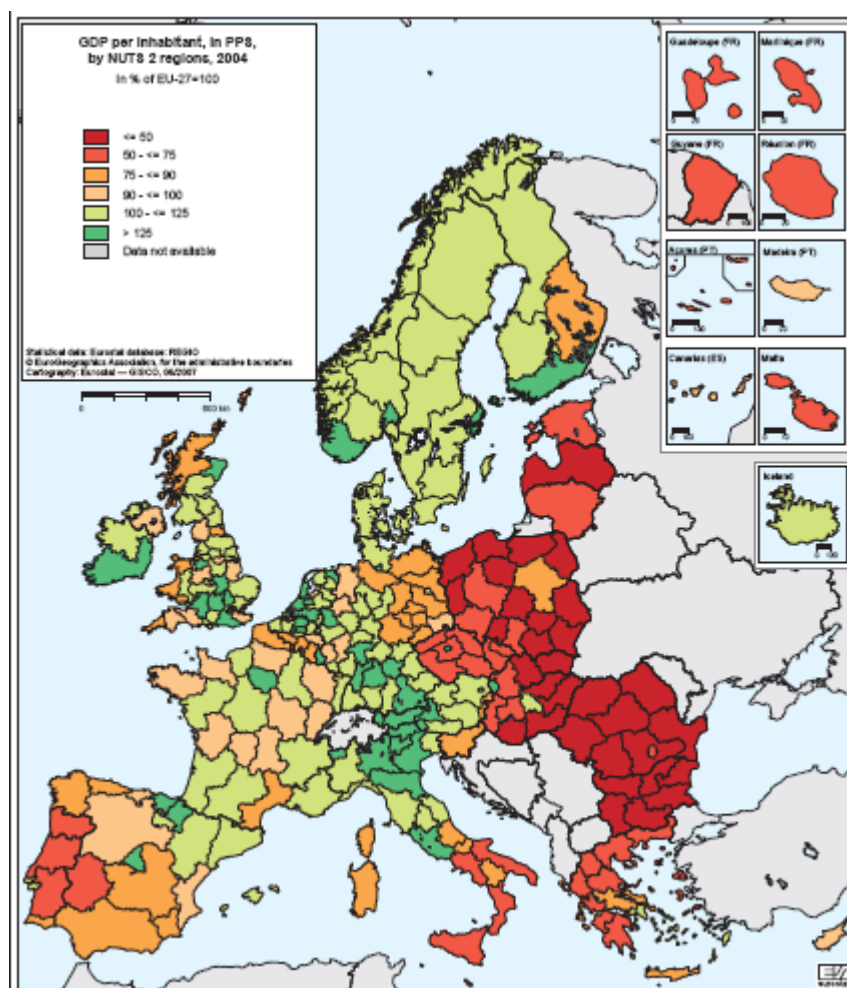 GDP per inhabitant, in PPS,
by NUTS 2 regions, 2004
In % of EU-27=100
<= 50
50 - <= 75
75 - <= 90
90 - <= 100
100 - <= 125
> 125
Data not available
Statistical data: Eurostat database: REGIO
© EuroGeographics Association, for the administrative boundaries
Cartography: Eurostat — GISCO, 06/2007
0 600 km
Guadeloupe (FR)
Martinique (FR)
Guyane (FR)
Réunion (FR)
Açores (PT)
Madeira (PT)
Canarias (ES)
Malta
Iceland